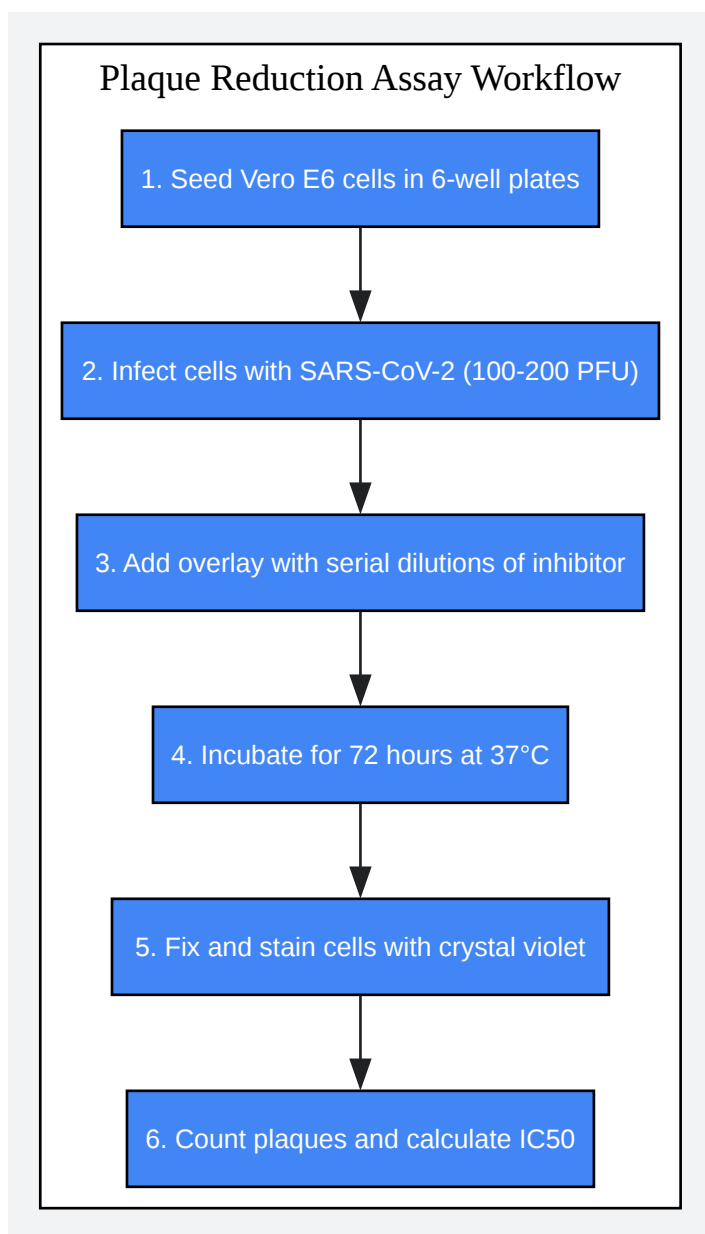 Plaque Reduction Assay Workflow
1. Seed Vero E6 cells in 6-well plates
2. Infect cells with SARS-CoV-2 (100-200 PFU)
3. Add overlay with serial dilutions of inhibitor
4. Incubate for 72 hours at 37°C
5. Fix and stain cells with crystal violet
6. Count plaques and calculate IC50